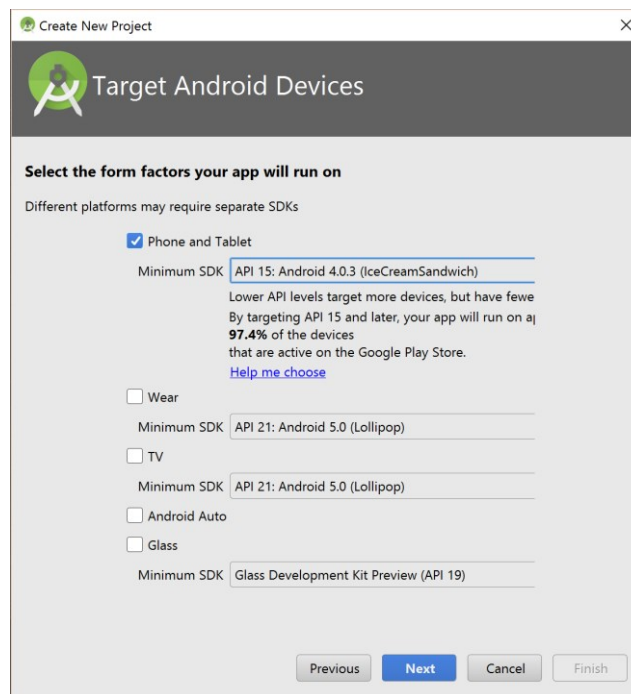 Create New Project
Target Android Devices
Select the form factors your app will run on
Different platforms may require separate SDKs
Phone and Tablet
Minimum SDK API 15: Android 4.0.3 (IceCreamSandwich)
Lower API levels target more devices, but have fewe
By targeting API 15 and later, your app will run on ap
97.4% of the devices
that are active on the Google Play Store.
Help me choose
Wear
Minimum SDK API 21: Android 5.0 (Lollipop)
TV
Minimum SDK API 21: Android 5.0 (Lollipop)
Android Auto
Glass
Minimum SDK Glass Development Kit Preview (API 19)
Previous Next Cancel Finish